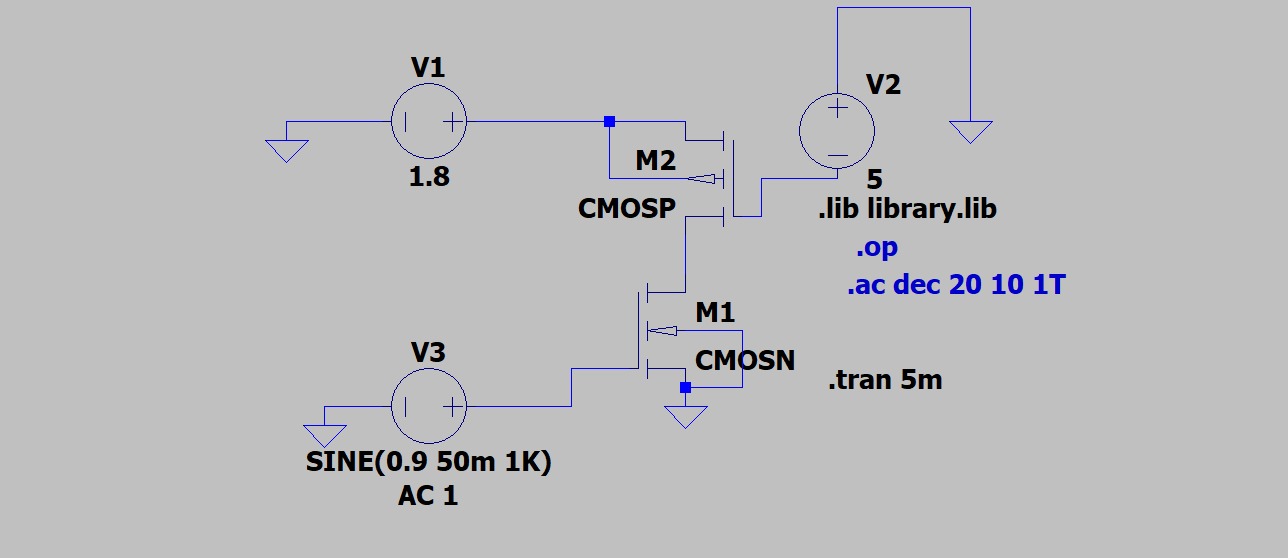 V1
1.8
M2
CMOSP
V2
5
.lib library.lib
.op
.ac dec 20 10 1T
M1
CMOSN
.tran 5m
V3
SINE(0.9 50m 1K)
AC 1